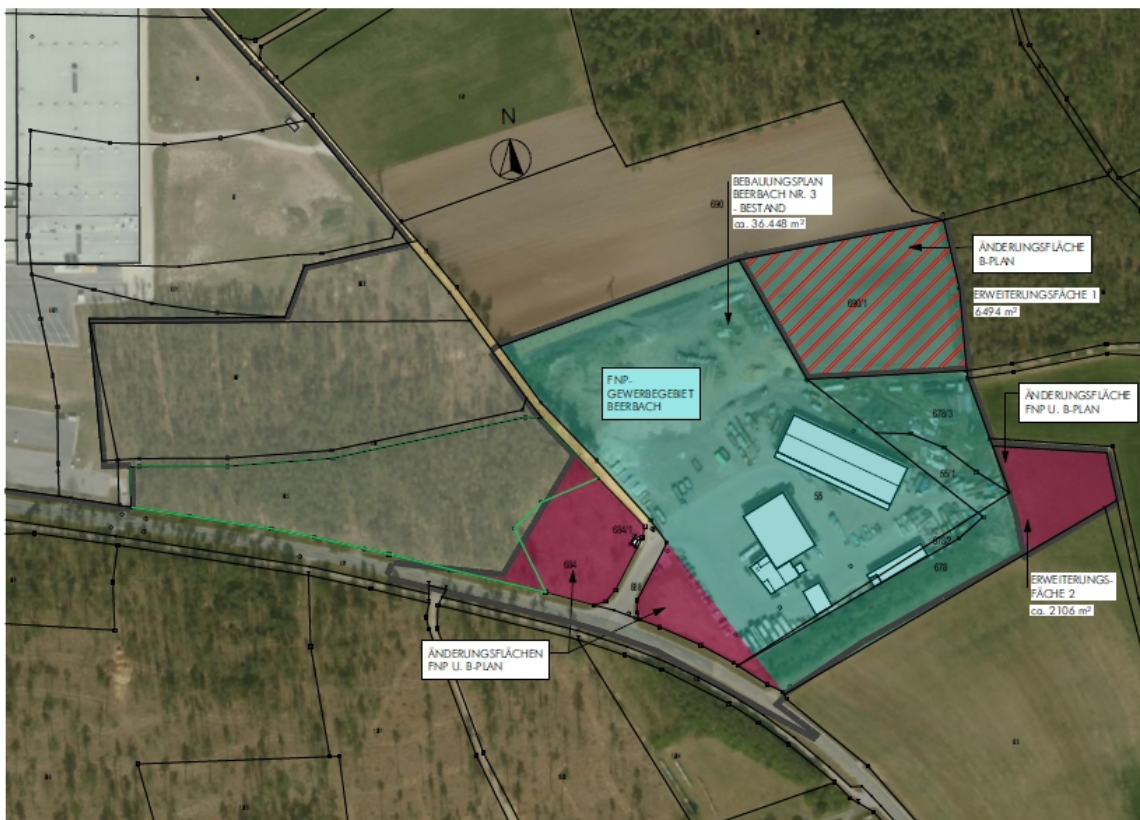 N
BEBAUUNGSPLAN
BEERBACH NR. 3
- BESTAND
ca. 36.448 m²
690
ÄNDERUNGSFLÄCHE
B-PLAN
ERWEITERUNGSFÄCHE 1
6494 m²
690/1
FNP-
GEWERBEGEBIET
BEERBACH
ÄNDERUNGSFLÄCHE
FNP U. B-PLAN
678/3
55/1
55
678/2
678
684/1
684
ERWEITERUNGS-
FÄCHE 2
ca. 2106 m²
ÄNDERUNGSFLÄCHEN
FNP U. B-PLAN